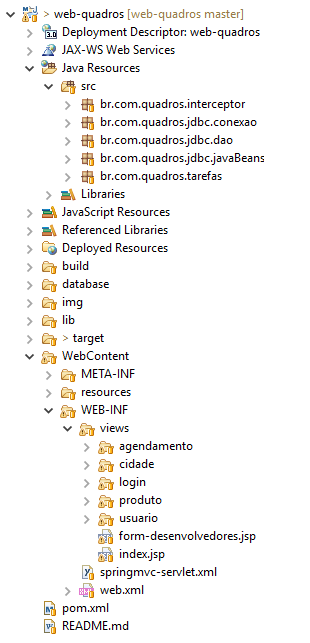 > web-quadros [web-quadros master]
Deployment Descriptor: web-quadros
JAX-WS Web Services
Java Resources
src
br.com.quadros.interceptor
br.com.quadros.jdbc.conexao
br.com.quadros.jdbc.dao
br.com.quadros.jdbc.javaBeans
br.com.quadros.tarefas
Libraries
JavaScript Resources
Referenced Libraries
Deployed Resources
build
database
img
lib
> target
WebContent
META-INF
resources
WEB-INF
views
agendamento
cidade
login
produto
usuario
form-desenvolvedores.jsp
index.jsp
springmvc-servlet.xml
web.xml
pom.xml
README.md